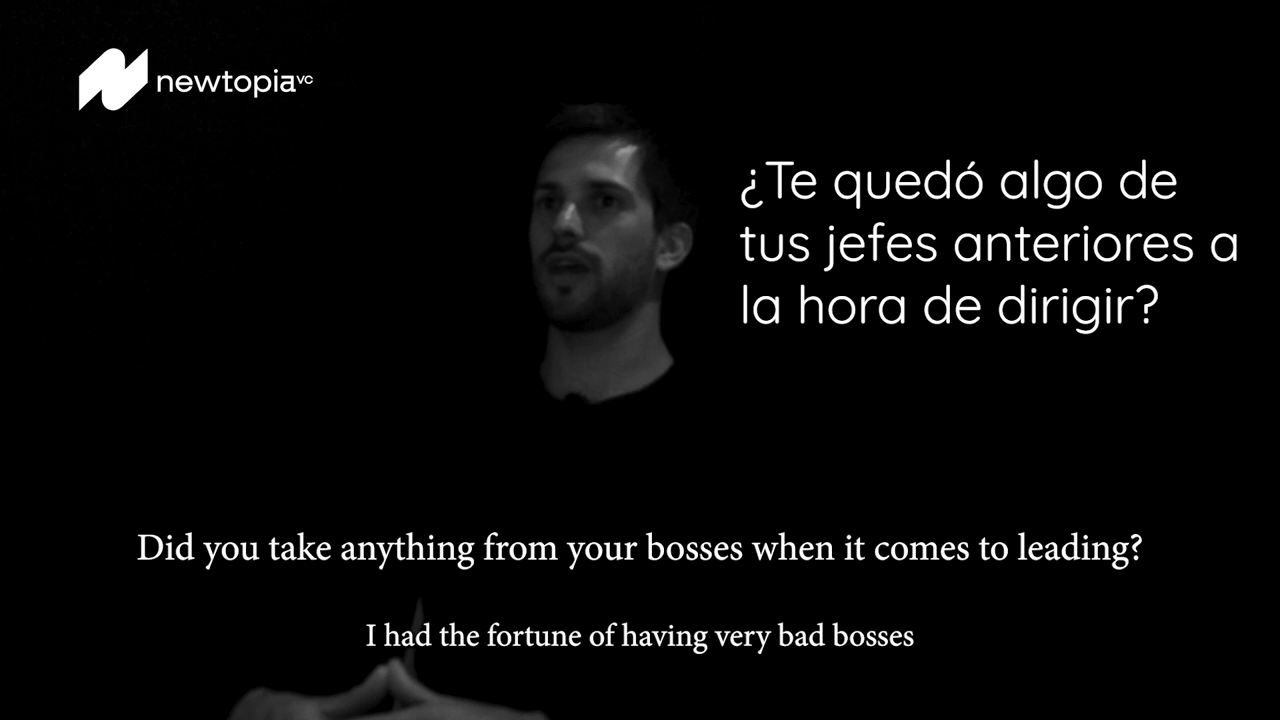 newtopia VC
¿Te quedó algo de
tus jefes anteriores a
la hora de dirigir?
Did you take anything from your bosses when it comes to leading?
I had the fortune of having very bad bosses